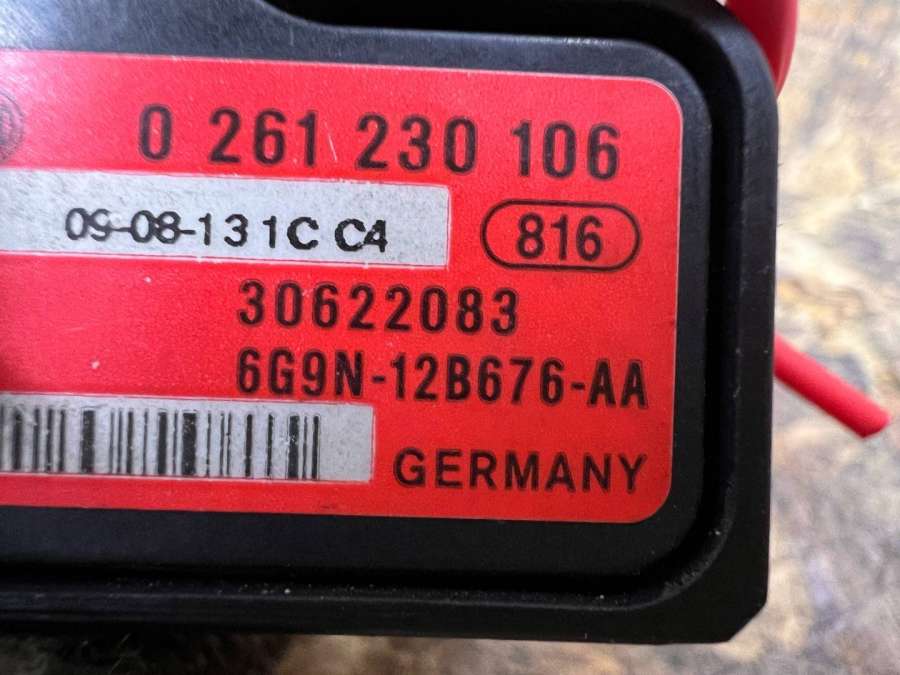 0 261 230 106
09-08-131C C4
816
30622083
6G9N-12B676-AA
GERMANY